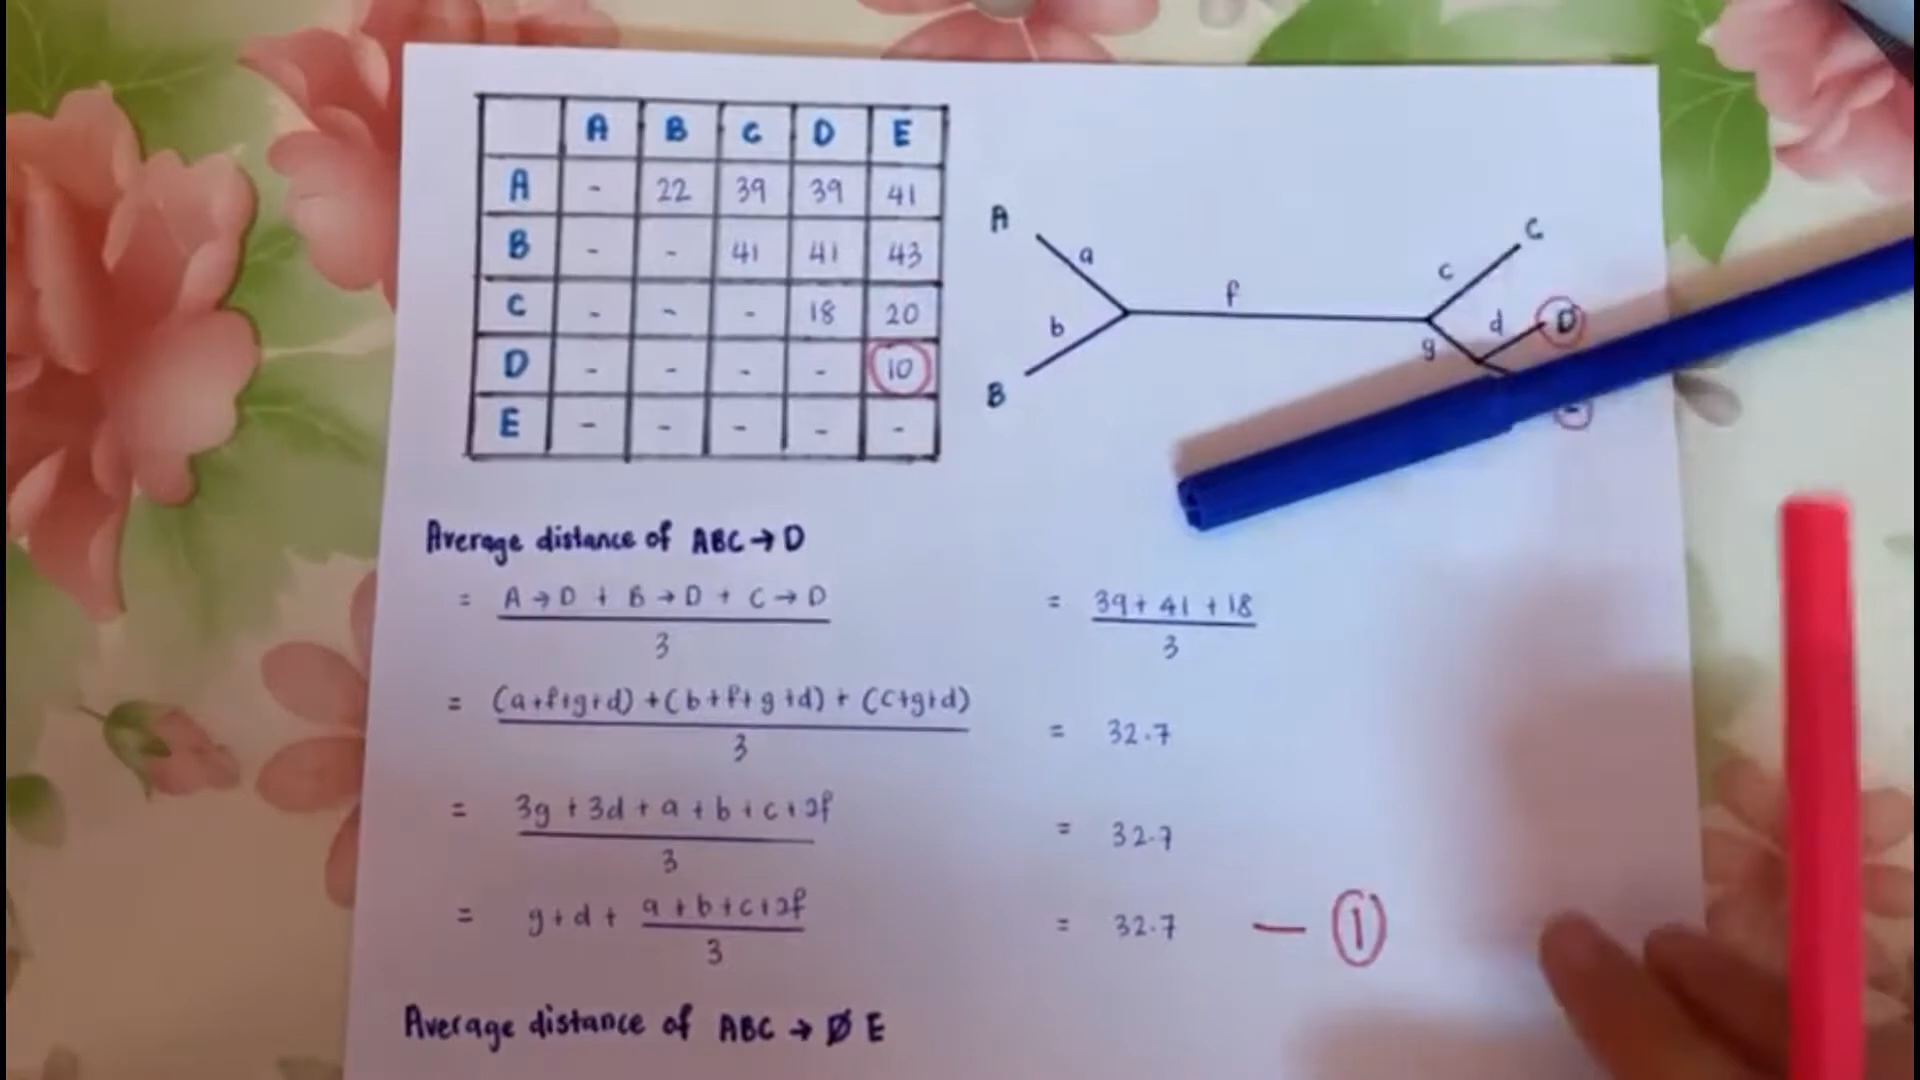 A B C D E
A - 22 39 39 41
B - - 41 41 43
C - - - 18 20
D - - - - 10
E - - - - -
A a f c C
b g d D
B
Average distance of ABC → D
= A → D + B → D + C → D / 3 = 39 + 41 + 18 / 3
= (a+f+g+d) + (b+f+g+d) + (c+g+d) / 3 = 32.7
= 3g + 3d + a + b + c + 2f / 3 = 32.7
= g + d + a + b + c + 2f / 3 = 32.7 — ①
Average distance of ABC → E